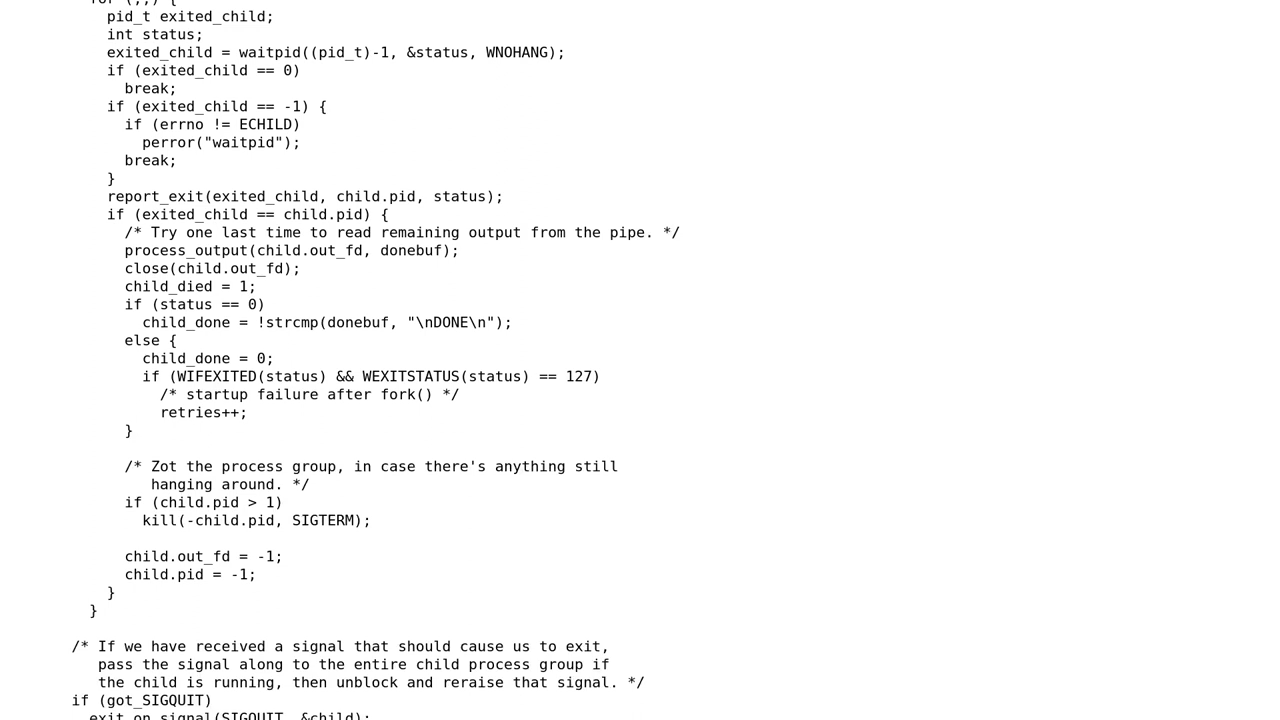 for (;;) {
pid_t exited_child;
int status;
exited_child = waitpid((pid_t)-1, &status, WNOHANG);
if (exited_child == 0)
break;
if (exited_child == -1) {
if (errno != ECHILD)
perror("waitpid");
break;
}
report_exit(exited_child, child.pid, status);
if (exited_child == child.pid) {
/* Try one last time to read remaining output from the pipe. */
process_output(child.out_fd, donebuf);
close(child.out_fd);
child_died = 1;
if (status == 0)
child_done = !strcmp(donebuf, "\nDONE\n");
else {
child_done = 0;
if (WIFEXITED(status) && WEXITSTATUS(status) == 127)
/* startup failure after fork() */
retries++;
}
/* Zot the process group, in case there's anything still
hanging around. */
if (child.pid > 1)
kill(-child.pid, SIGTERM);
child.out_fd = -1;
child.pid = -1;
}
}
/* If we have received a signal that should cause us to exit,
pass the signal along to the entire child process group if
the child is running, then unblock and reraise that signal. */
if (got_SIGQUIT)
exit_on_signal(SIGQUIT, &child);